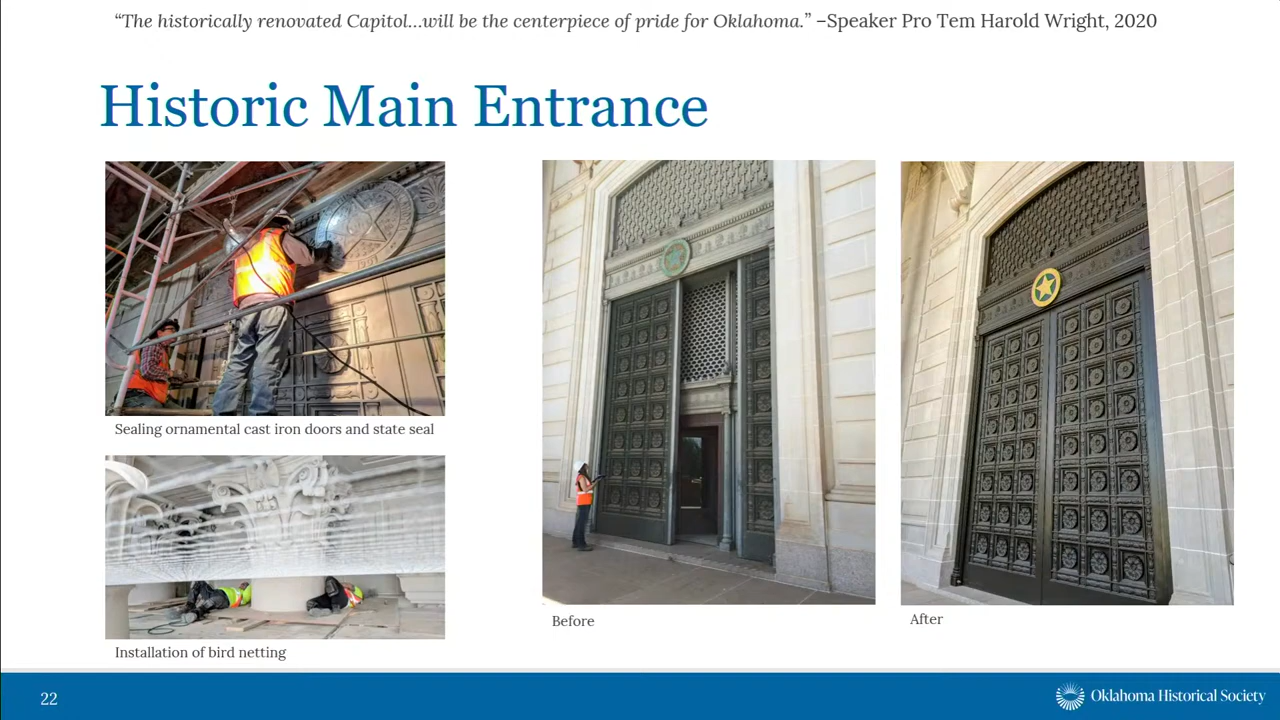 “The historically renovated Capitol…will be the centerpiece of pride for Oklahoma.” –Speaker Pro Tem Harold Wright, 2020
Historic Main Entrance
Sealing ornamental cast iron doors and state seal
Installation of bird netting
Before
After
22
Oklahoma Historical Society